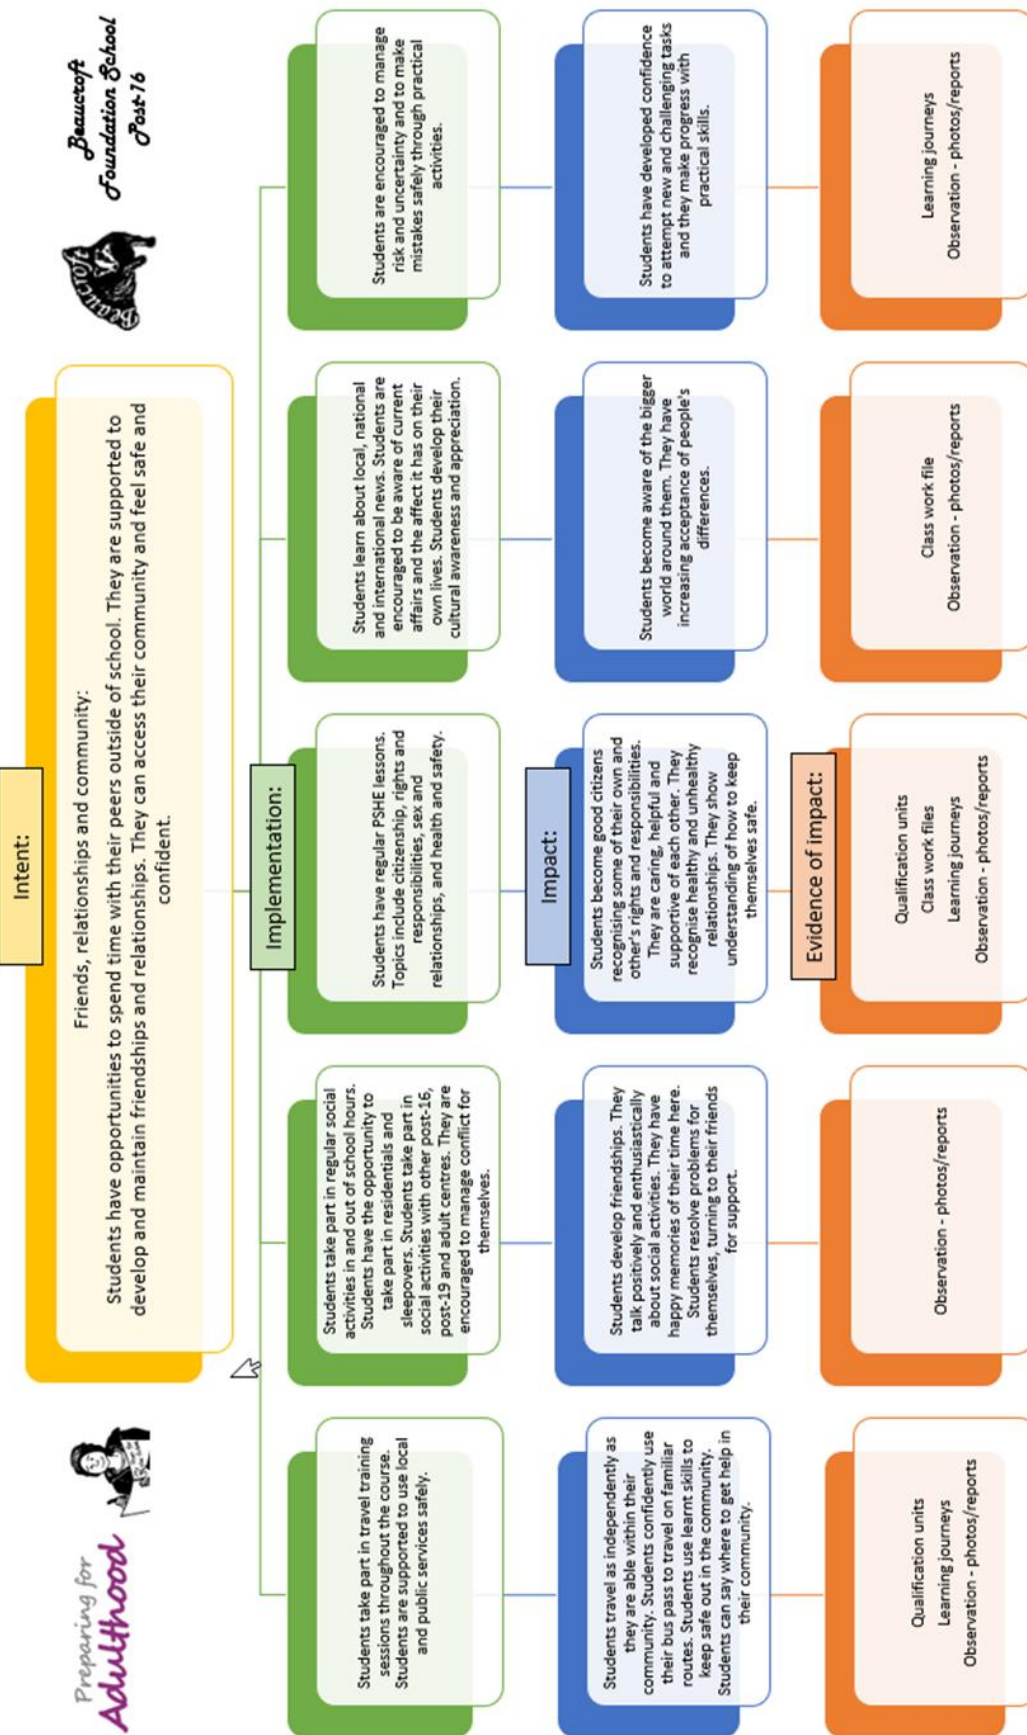 Preparing for
Adulthood
Intent:
Friends, relationships and community:
Students have opportunities to spend time with their peers outside of school. They are supported to
develop and maintain friendships and relationships. They can access their community and feel safe and
confident.
Beaucroft
Beaucroft
Foundation School
Post-16
Implementation:
Students take part in travel training
sessions throughout the course.
Students are supported to use local
and public services safely.
Students take part in regular social
activities in and out of school hours.
Students have the opportunity to
take part in residentials and
sleepovers. Students take part in
social activities with other post-16,
post-19 and adult centres. They are
encouraged to manage conflict for
themselves.
Students have regular PSHE lessons.
Topics include citizenship, rights and
responsibilities, sex and
relationships, and health and safety.
Students learn about local, national
and international news. Students are
encouraged to be aware of current
affairs and the affect it has on their
own lives. Students develop their
cultural awareness and appreciation.
Students are encouraged to manage
risk and uncertainty and to make
mistakes safely through practical
activities.
Impact:
Students travel as independently as
they are able within their
community. Students confidently use
their bus pass to travel on familiar
routes. Students use learnt skills to
keep safe out in the community.
Students can say where to get help in
their community.
Students develop friendships. They
talk positively and enthusiastically
about social activities. They have
happy memories of their time here.
Students resolve problems for
themselves, turning to their friends
for support.
Students become good citizens
recognising some of their own and
other's rights and responsibilities.
They are caring, helpful and
supportive of each other. They
recognise healthy and unhealthy
relationships. They show
understanding of how to keep
themselves safe.
Students become aware of the bigger
world around them. They have
increasing acceptance of people's
differences.
Students have developed confidence
to attempt new and challenging tasks
and they make progress with
practical skills.
Evidence of impact:
Qualification units
Learning journeys
Observation - photos/reports
Observation - photos/reports
Qualification units
Class work files
Learning journeys
Observation - photos/reports
Class work file
Observation - photos/reports
Learning journeys
Observation - photos/reports